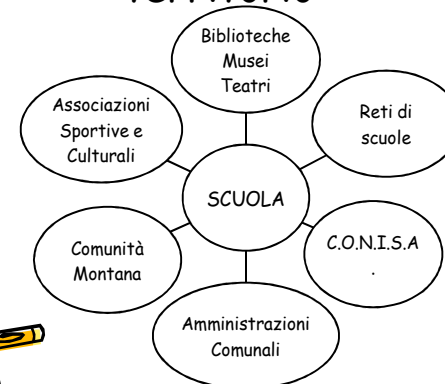 Biblioteche
Musei
Teatri
Associazioni
Sportive e
Culturali
Reti di
scuole
SCUOLA
Comunità
Montana
C.O.N.I.S.A
.
Amministrazioni
Comunali